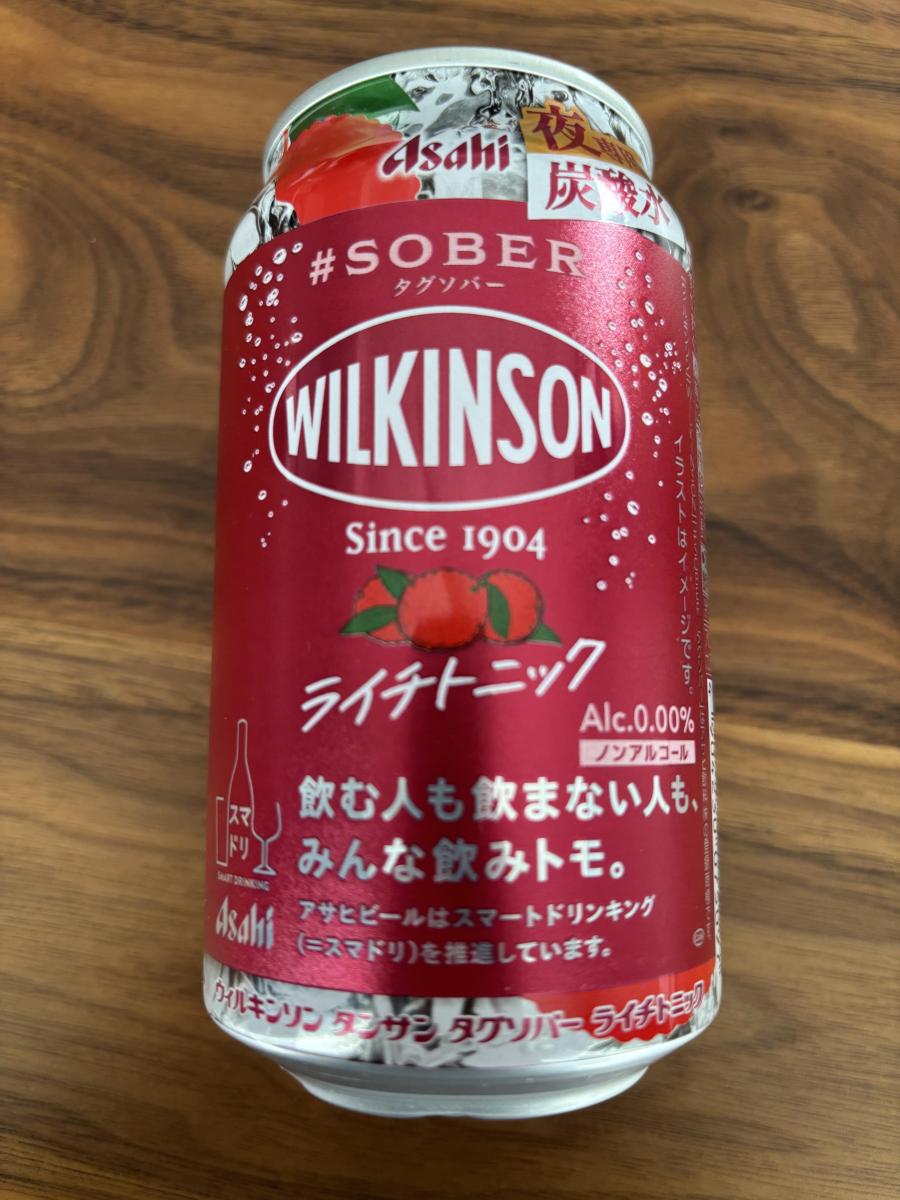 Asahi
夜専用
炭酸水
#SOBER
タグソバー
WILKINSON
Since 1904
ライチトニック
Alc.0.00%
ノンアルコール
イラストはイメージです。
スマ
ドリ
SMART DRINKING
飲む人も飲まない人も、
みんな飲みトモ。
Asahi
アサヒビールはスマートドリンキング
(=スマドリ)を推進しています。
ウィルキンソン タンサン タグソバー ライチトニック